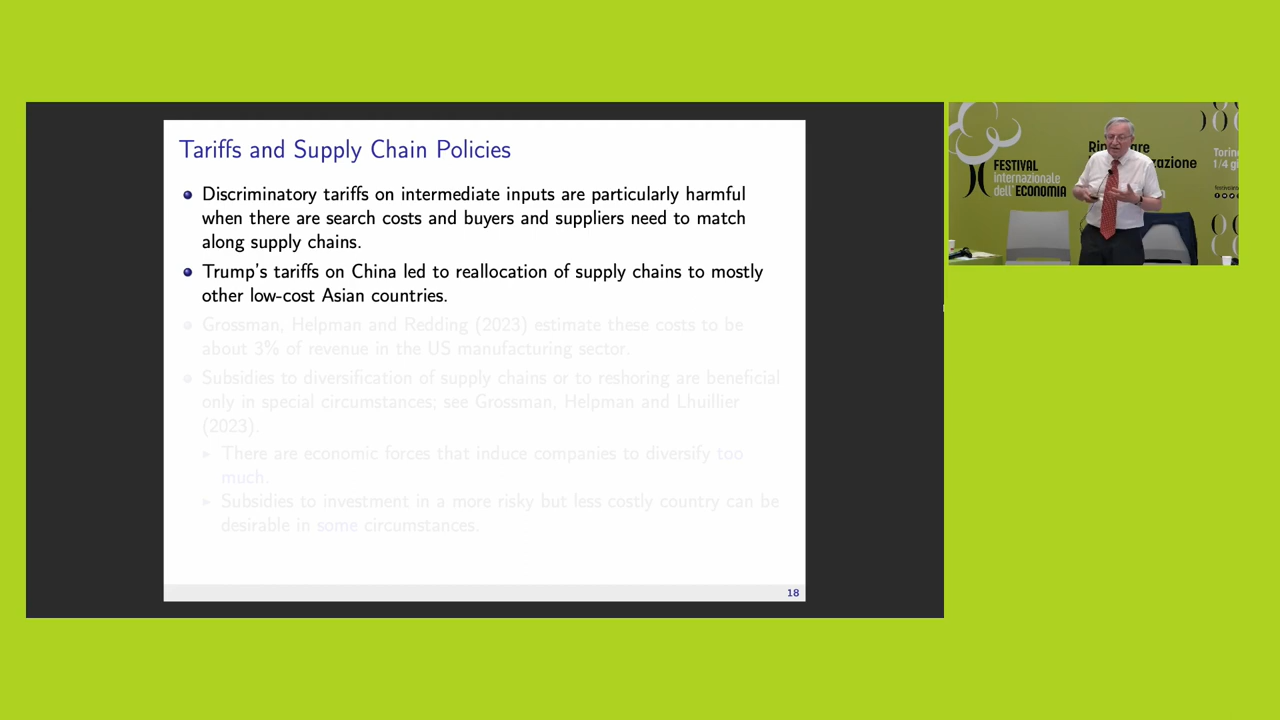 Tariffs and Supply Chain Policies
Discriminatory tariffs on intermediate inputs are particularly harmful
when there are search costs and buyers and suppliers need to match
along supply chains.
Trump's tariffs on China led to reallocation of supply chains to mostly
other low-cost Asian countries.
Grossman, Helpman and Redding (2023) estimate these costs to be
about 3% of revenue in the US manufacturing sector.
Subsidies to diversification of supply chains or to reshoring are beneficial
only in special circumstances; see Grossman, Helpman and Lhuillier
(2023).
There are economic forces that induce companies to diversify too
much.
Subsidies to investment in a more risky but less costly country can be
desirable in some circumstances.
18
FESTIVAL
internazionale
dell'ECONOMIA
Torin
1/4 gi